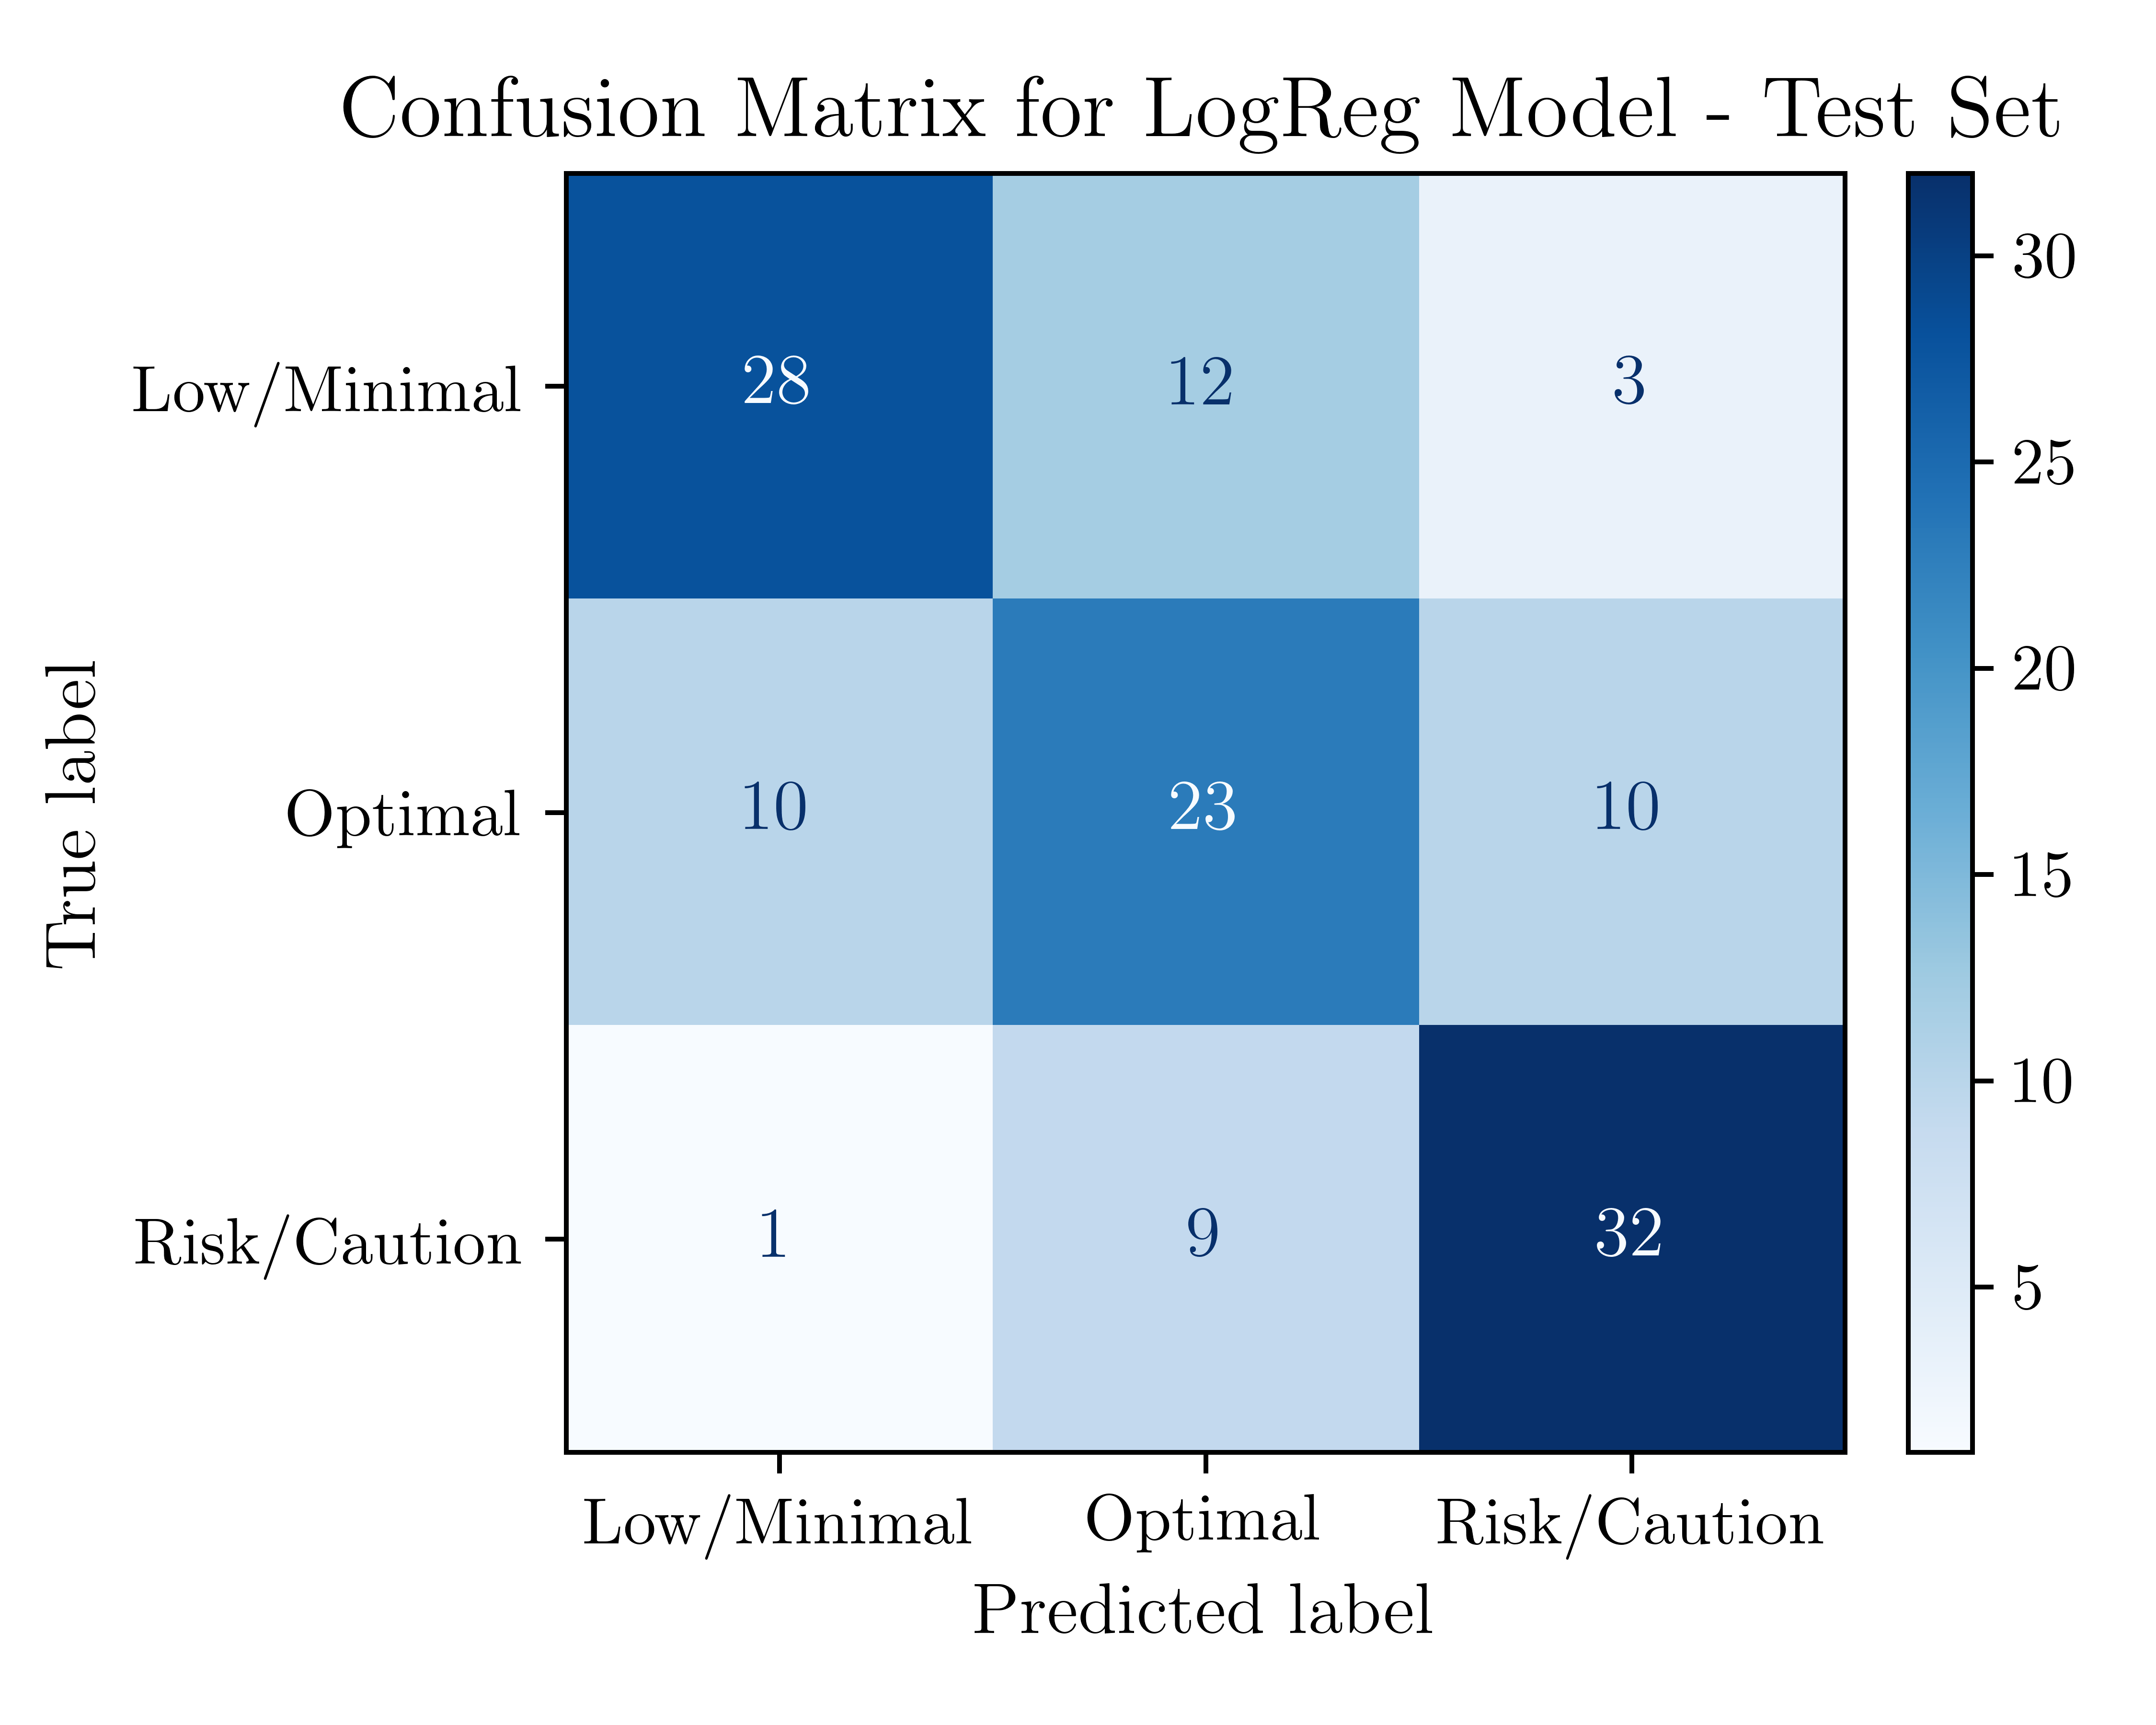 Confusion Matrix for LogReg Model - Test Set
True label
Low/Minimal
28 12 3
Optimal
10 23 10
Risk/Caution
1 9 32
Low/Minimal Optimal Risk/Caution
Predicted label
30
25
20
15
10
5